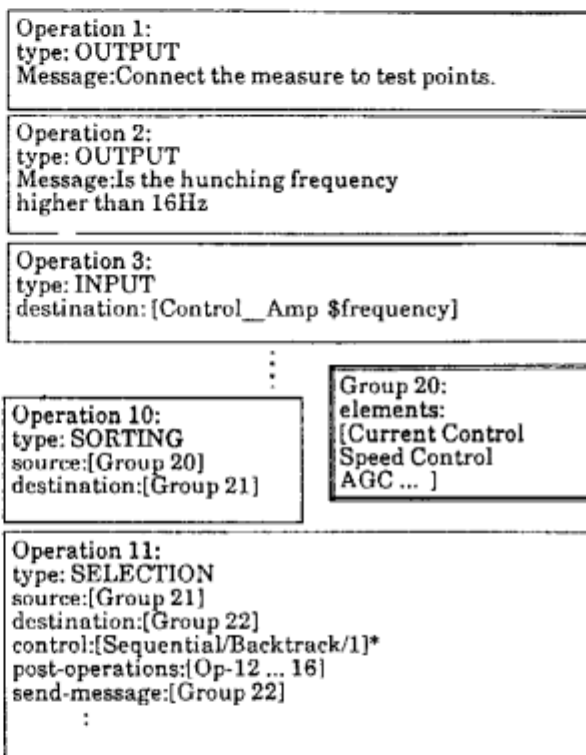 Operation 1:
type: OUTPUT
Message:Connect the measure to test points.
Operation 2:
type: OUTPUT
Message:Is the hunching frequency
higher than 16Hz
Operation 3:
type: INPUT
destination: [Control__Amp $frequency]
⋮
Group 20:
elements:
[Current Control
Speed Control
AGC ... ]
Operation 10:
type: SORTING
source:[Group 20]
destination:[Group 21]
Operation 11:
type: SELECTION
source:[Group 21]
destination:[Group 22]
control:[Sequential/Backtrack/1]*
post-operations:[Op-12 ... 16]
send-message:[Group 22]
: